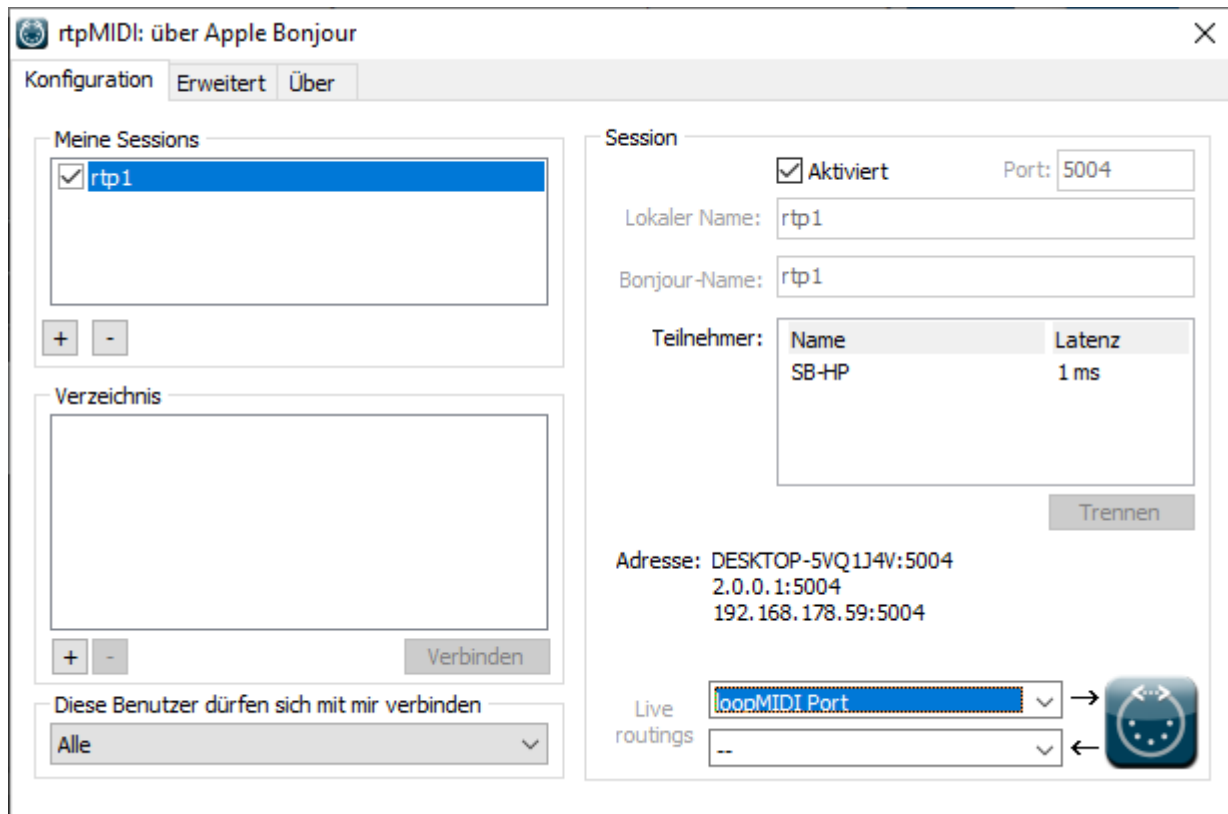 rtpMIDI: über Apple Bonjour
Konfiguration Erweitert Über
Meine Sessions
rtp1
+ -
Verzeichnis
+ - Verbinden
Diese Benutzer dürfen sich mit mir verbinden
Alle
Session
Aktiviert Port: 5004
Lokaler Name: rtp1
Bonjour-Name: rtp1
Teilnehmer: Name Latenz
SB-HP 1 ms
Trennen
Adresse: DESKTOP-5VQ1J4V:5004
2.0.0.1:5004
192.168.178.59:5004
Live routings
loopMIDI Port
--